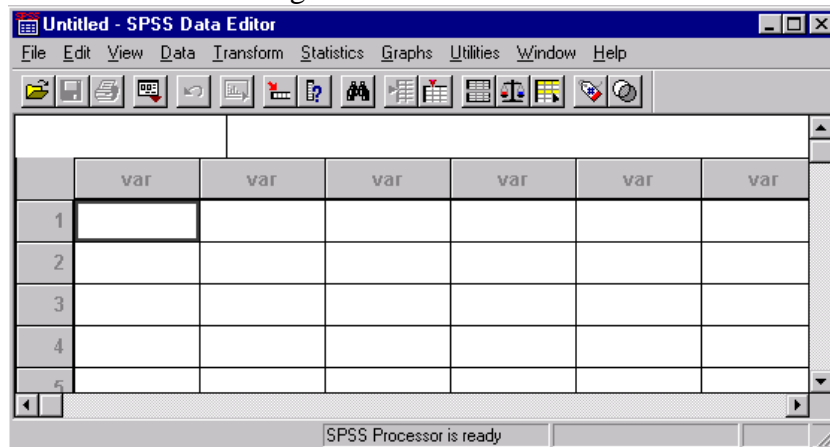 Untitled - SPSS Data Editor
File Edit View Data Transform Statistics Graphs Utilities Window Help
var var var var var var
1
2
3
4
5
SPSS Processor is ready